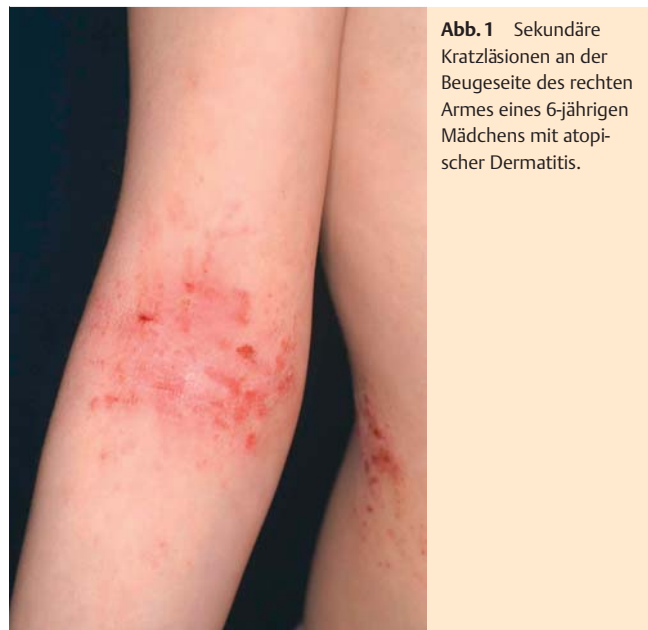 Abb. 1 Sekundäre
Kratzläsionen an der
Beugeseite des rechten
Armes eines 6-jährigen
Mädchens mit atopi-
scher Dermatitis.